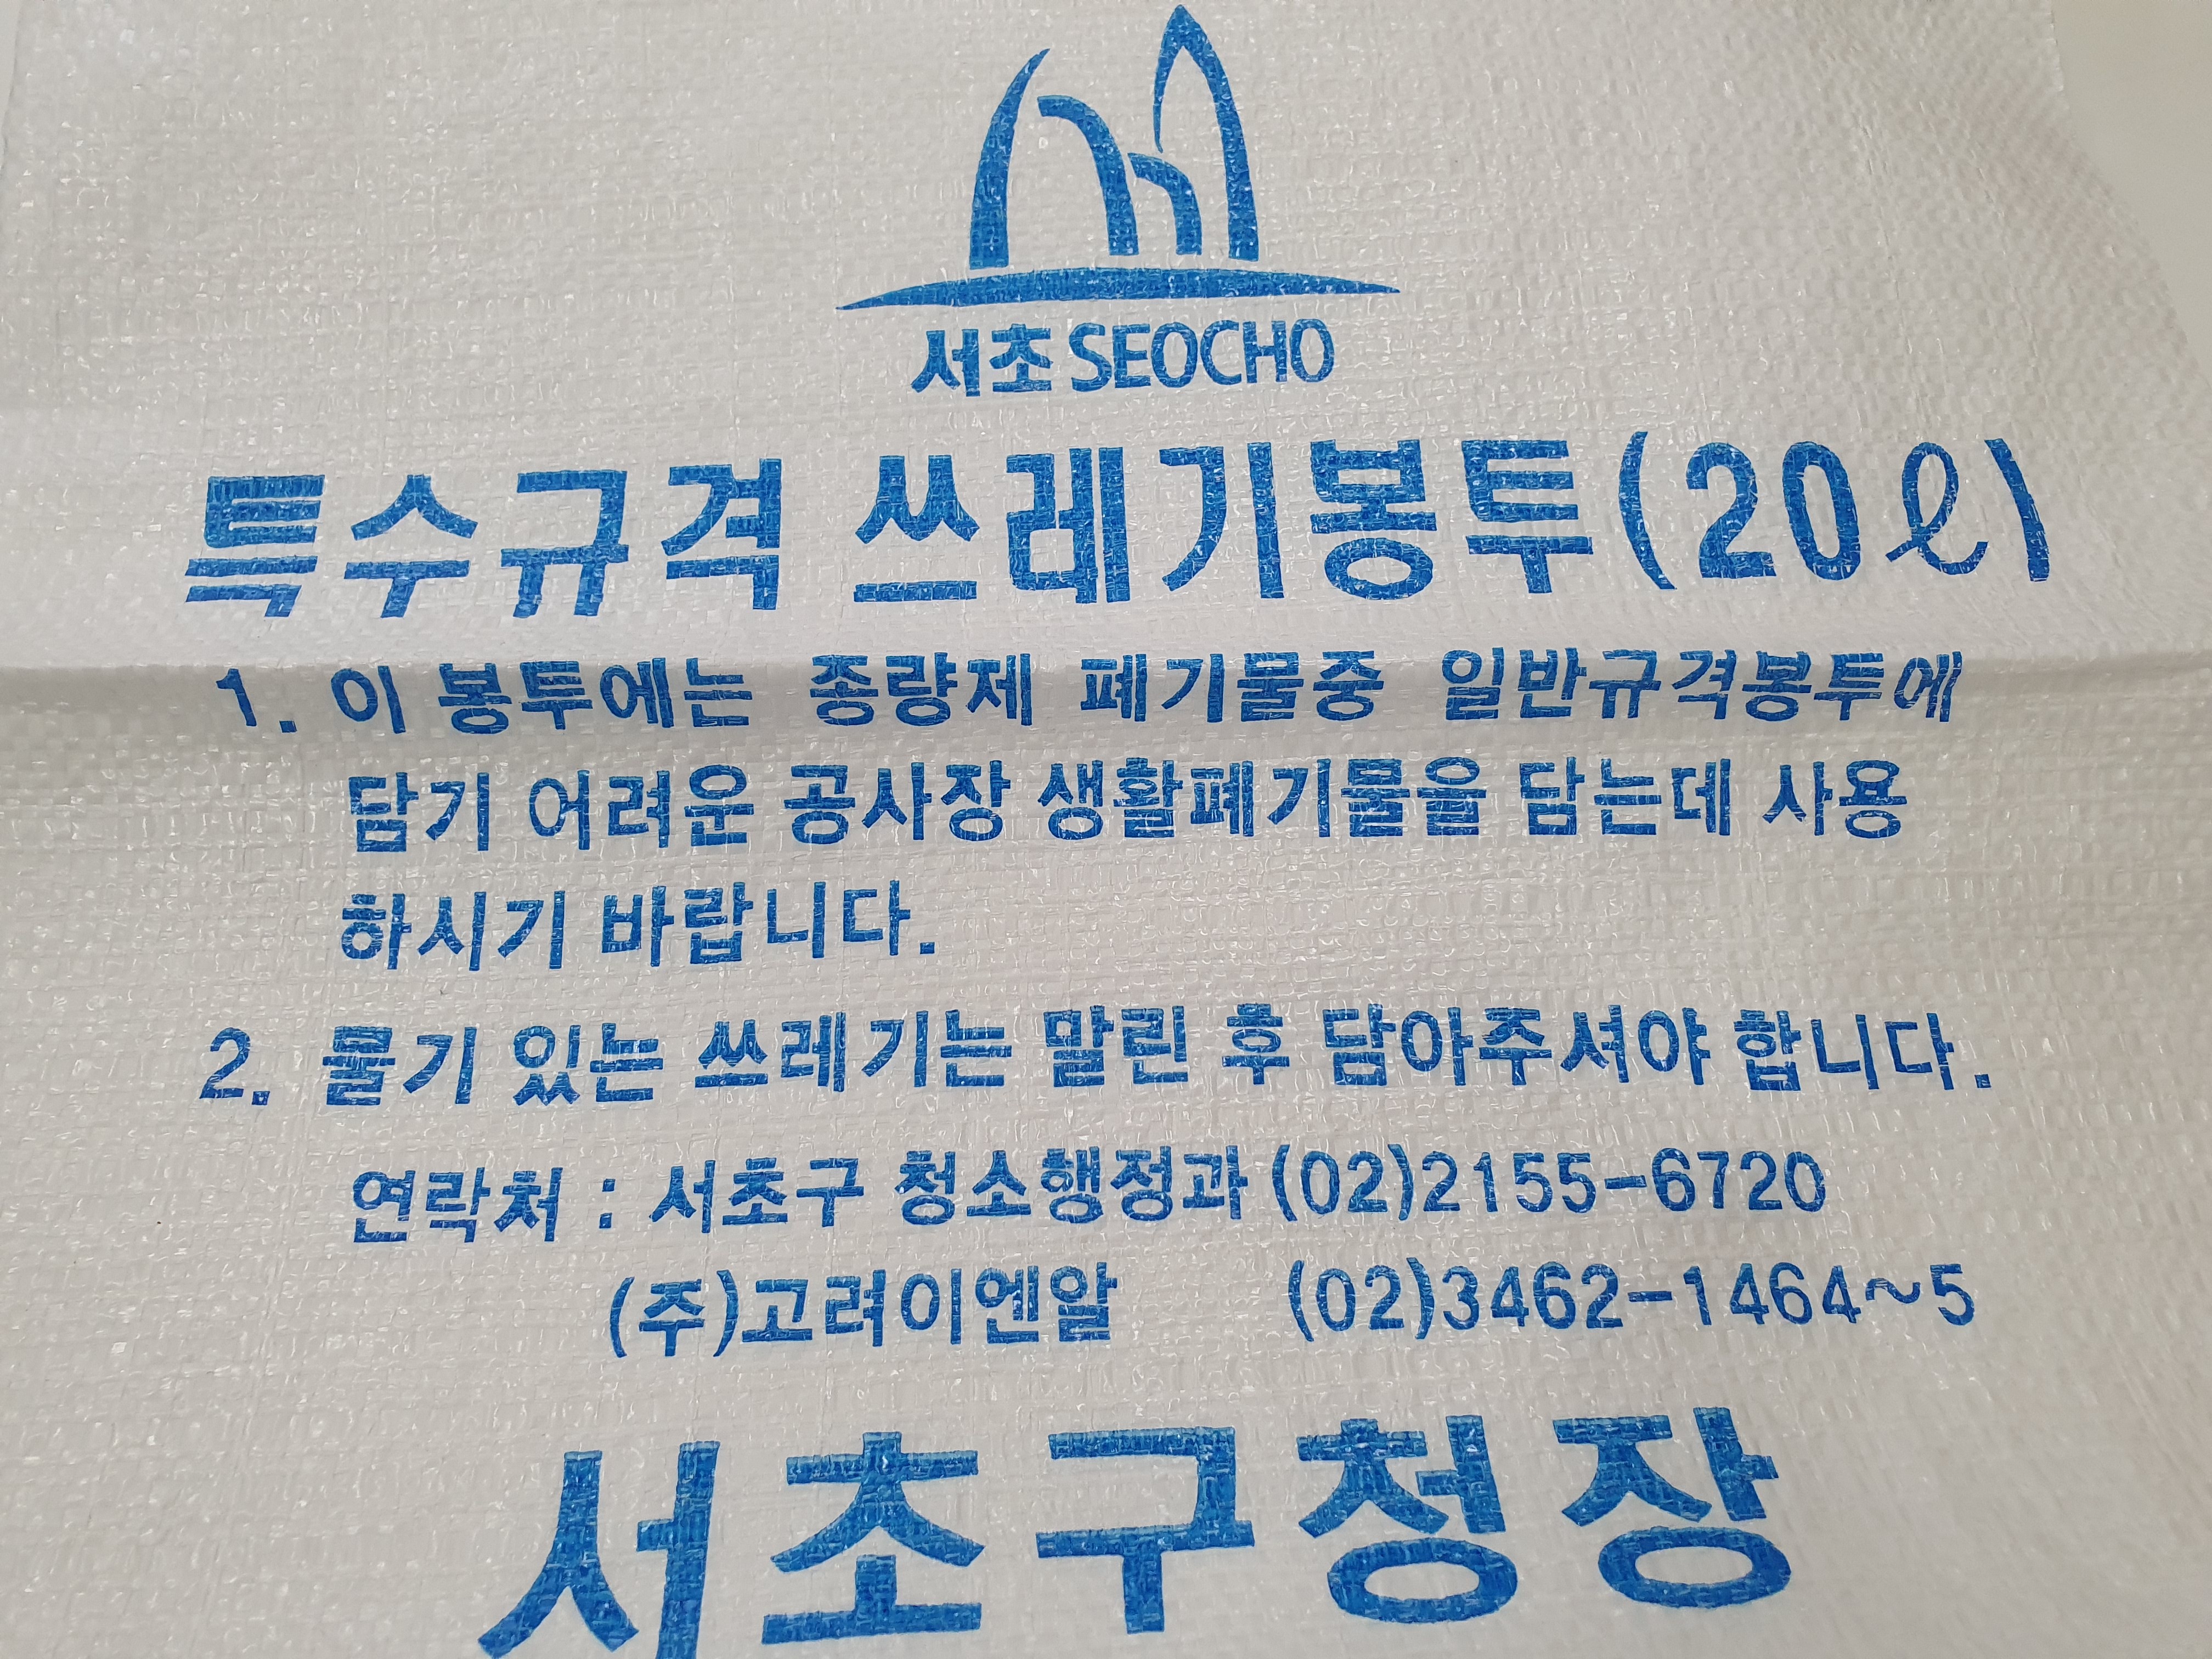 서초 SEOCHO
특수규격 쓰레기봉투(20ℓ)
1. 이 봉투에는 종량제 폐기물중 일반규격봉투에
담기 어려운 공사장 생활폐기물을 담는데 사용
하시기 바랍니다.
2. 물기 있는 쓰레기는 말린 후 담아주셔야 합니다.
연락처 : 서초구 청소행정과 (02)2155-6720
(주)고려이엔알 (02)3462-1464~5
서초구청장